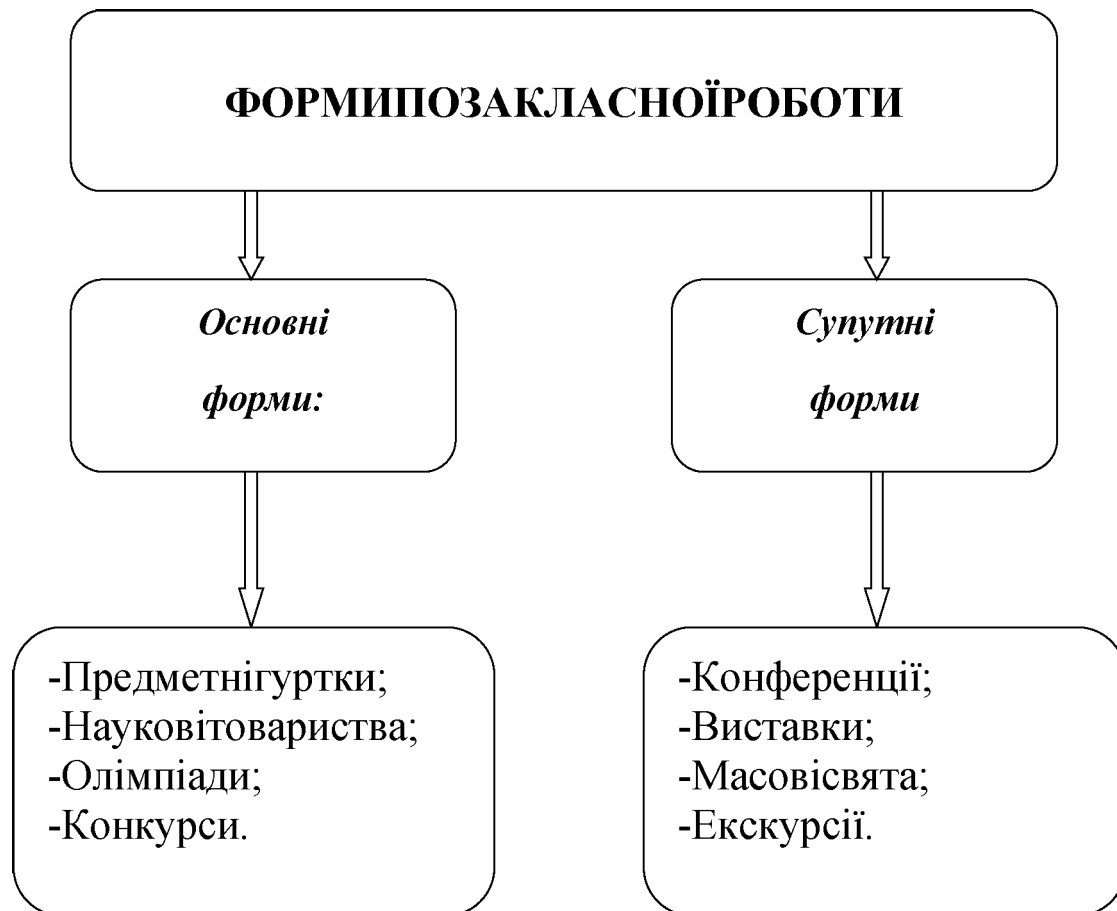 ФОРМИПОЗАКЛАСНОЇРОБОТИ
Основні
форми:
Супутні
форми
-Предметнігуртки;
-Науковітовариства;
-Олімпіади;
-Конкурси.
-Конференції;
-Виставки;
-Масовісвята;
-Екскурсії.